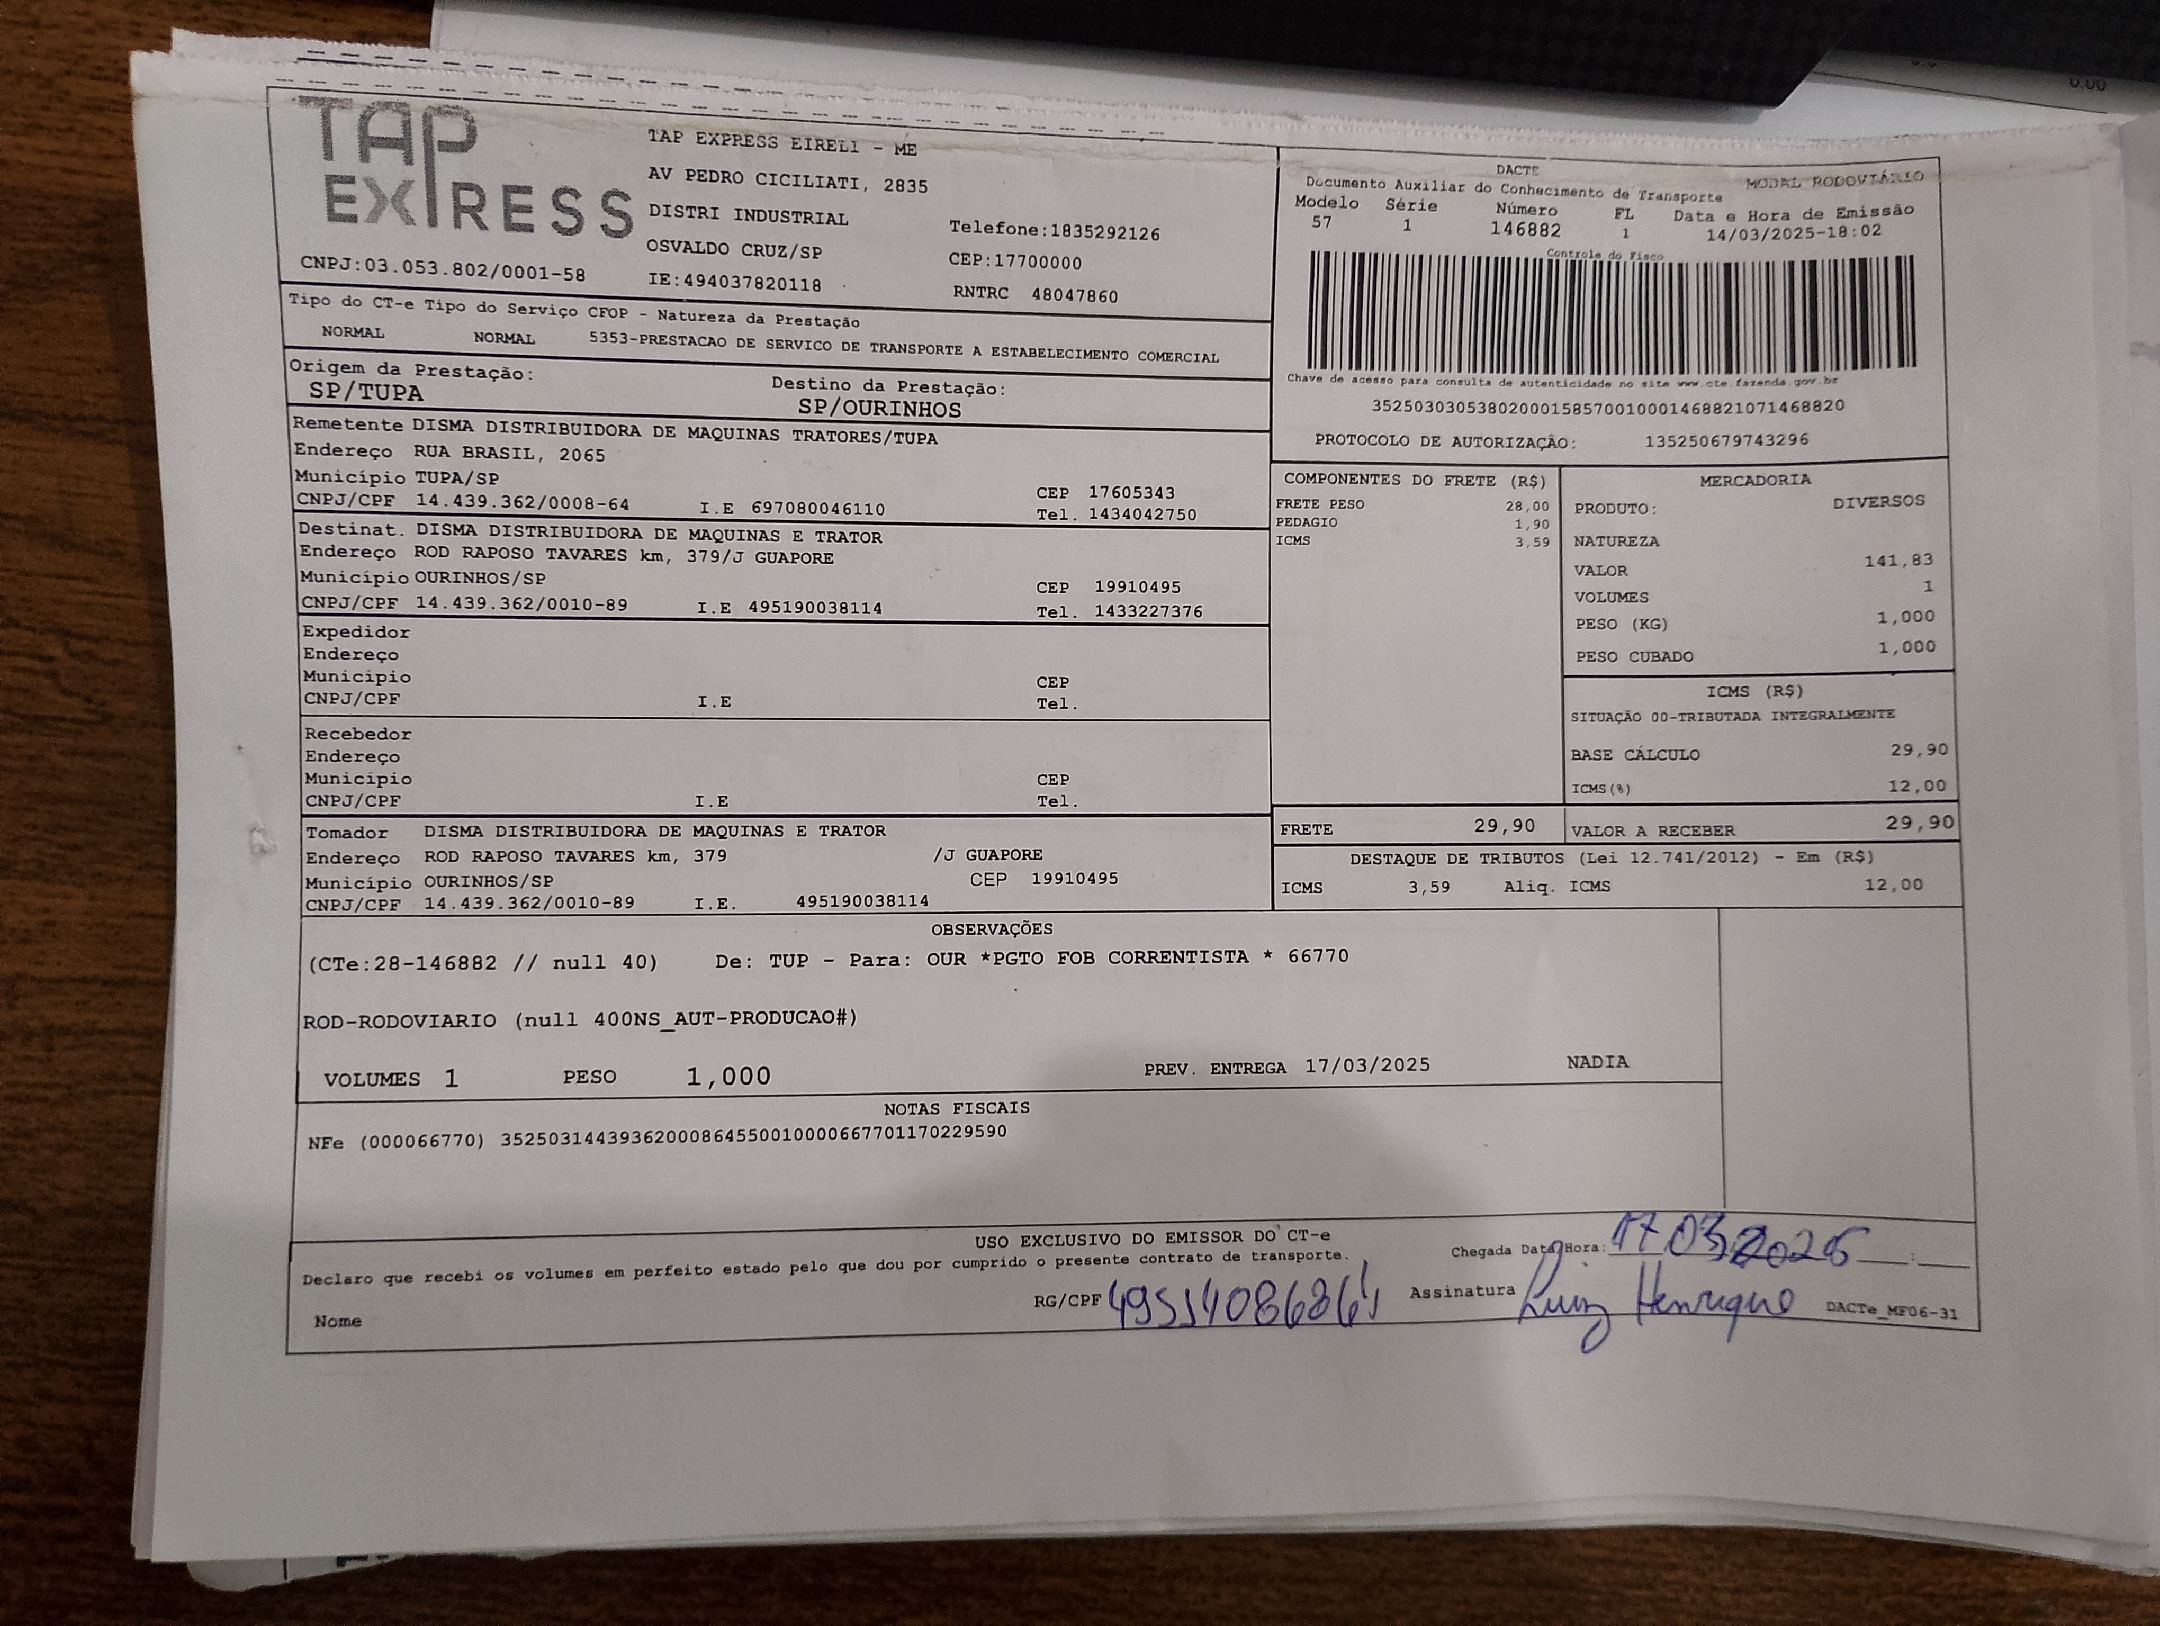 TAP EXPRESS
TAP EXPRESS EIRELI - ME
AV PEDRO CICILIATI, 2835
DISTRI INDUSTRIAL Telefone:1835292126
OSVALDO CRUZ/SP CEP:17700000
CNPJ:03.053.802/0001-58 IE:494037820118 RNTRC 48047860
DACTE MODAL RODOVIÁRIO
Documento Auxiliar do Conhecimento de Transporte
Modelo Série Número FL Data e Hora de Emissão
57 1 146882 1 14/03/2025-18:02
Controle do Fisco
Chave de acesso para consulta de autenticidade no site www.cte.fazenda.gov.br
35250303053802000158570010001468821071468820
PROTOCOLO DE AUTORIZAÇÃO: 135250679743296
Tipo do CT-e Tipo do Serviço CFOP - Natureza da Prestação
NORMAL NORMAL 5353-PRESTACAO DE SERVICO DE TRANSPORTE A ESTABELECIMENTO COMERCIAL
Origem da Prestação: Destino da Prestação:
SP/TUPA SP/OURINHOS
Remetente DISMA DISTRIBUIDORA DE MAQUINAS TRATORES/TUPA
Endereço RUA BRASIL, 2065
Município TUPA/SP CEP 17605343
CNPJ/CPF 14.439.362/0008-64 I.E 697080046110 Tel. 1434042750
Destinat. DISMA DISTRIBUIDORA DE MAQUINAS E TRATOR
Endereço ROD RAPOSO TAVARES km, 379/J GUAPORE
Município OURINHOS/SP CEP 19910495
CNPJ/CPF 14.439.362/0010-89 I.E 495190038114 Tel. 1433227376
Expedidor
Endereço
Município CEP
CNPJ/CPF I.E Tel.
Recebedor
Endereço
Município CEP
CNPJ/CPF I.E Tel.
Tomador DISMA DISTRIBUIDORA DE MAQUINAS E TRATOR
Endereço ROD RAPOSO TAVARES km, 379 /J GUAPORE
Município OURINHOS/SP CEP 19910495
CNPJ/CPF 14.439.362/0010-89 I.E. 495190038114
COMPONENTES DO FRETE (R$)
FRETE PESO 28,00
PEDAGIO 1,90
ICMS 3,59
MERCADORIA
PRODUTO: DIVERSOS
NATUREZA
VALOR 141,83
VOLUMES 1
PESO (KG) 1,000
PESO CUBADO 1,000
ICMS (R$)
SITUAÇÃO 00-TRIBUTADA INTEGRALMENTE
BASE CÁLCULO 29,90
ICMS(%) 12,00
FRETE 29,90 VALOR A RECEBER 29,90
DESTAQUE DE TRIBUTOS (Lei 12.741/2012) - Em (R$)
ICMS 3,59 Aliq. ICMS 12,00
OBSERVAÇÕES
(CTe:28-146882 // null 40) De: TUP - Para: OUR *PGTO FOB CORRENTISTA * 66770
ROD-RODOVIARIO (null 400NS_AUT-PRODUCAO#)
VOLUMES 1 PESO 1,000 PREV. ENTREGA 17/03/2025 NADIA
NOTAS FISCAIS
NFe (000066770) 35250314439362000864550010000667701170229590
USO EXCLUSIVO DO EMISSOR DO CT-e
Declaro que recebi os volumes em perfeito estado pelo que dou por cumprido o presente contrato de transporte.
Chegada Data/Hora: 17 03 2025 __:__
Nome RG/CPF Assinatura Luiz Henrique DACTe_MF06-31
0,00